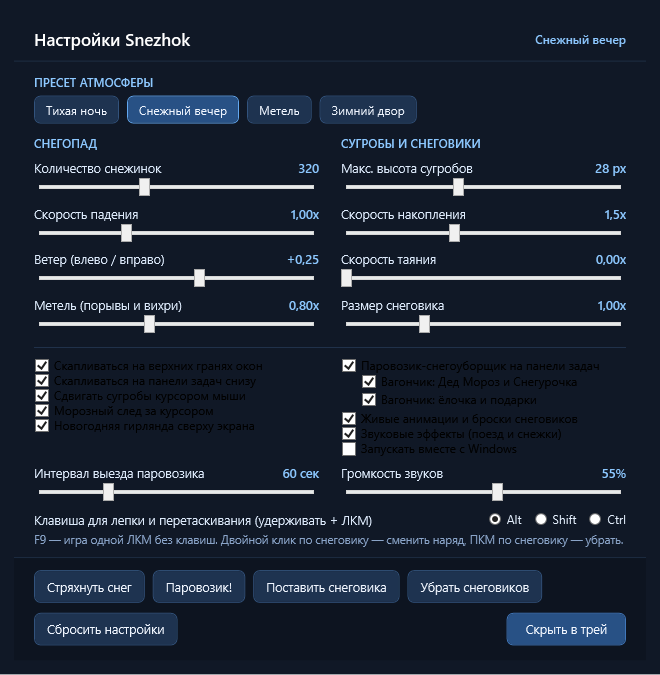 Настройки Snezhok
Снежный вечер
ПРЕСЕТ АТМОСФЕРЫ
Тихая ночь
Снежный вечер
Метель
Зимний двор
СНЕГОПАД
Количество снежинок 320
Скорость падения 1,00x
Ветер (влево / вправо) +0,25
Метель (порывы и вихри) 0,80x
СУГРОБЫ И СНЕГОВИКИ
Макс. высота сугробов 28 px
Скорость накопления 1,5x
Скорость таяния 0,00x
Размер снеговика 1,00x
Скапливаться на верхних гранях окон
Скапливаться на панели задач снизу
Сдвигать сугробы курсором мыши
Морозный след за курсором
Новогодняя гирлянда сверху экрана
Паровозик-снегоуборщик на панели задач
Вагончик: Дед Мороз и Снегурочка
Вагончик: ёлочка и подарки
Живые анимации и броски снеговиков
Звуковые эффекты (поезд и снежки)
Запускать вместе с Windows
Интервал выезда паровозика 60 сек
Громкость звуков 55%
Клавиша для лепки и перетаскивания (удерживать + ЛКМ)
Alt
Shift
Ctrl
F9 — игра одной ЛКМ без клавиш. Двойной клик по снеговику — сменить наряд, ПКМ по снеговику — убрать.
Стряхнуть снег
Паровозик!
Поставить снеговика
Убрать снеговиков
Сбросить настройки
Скрыть в трей